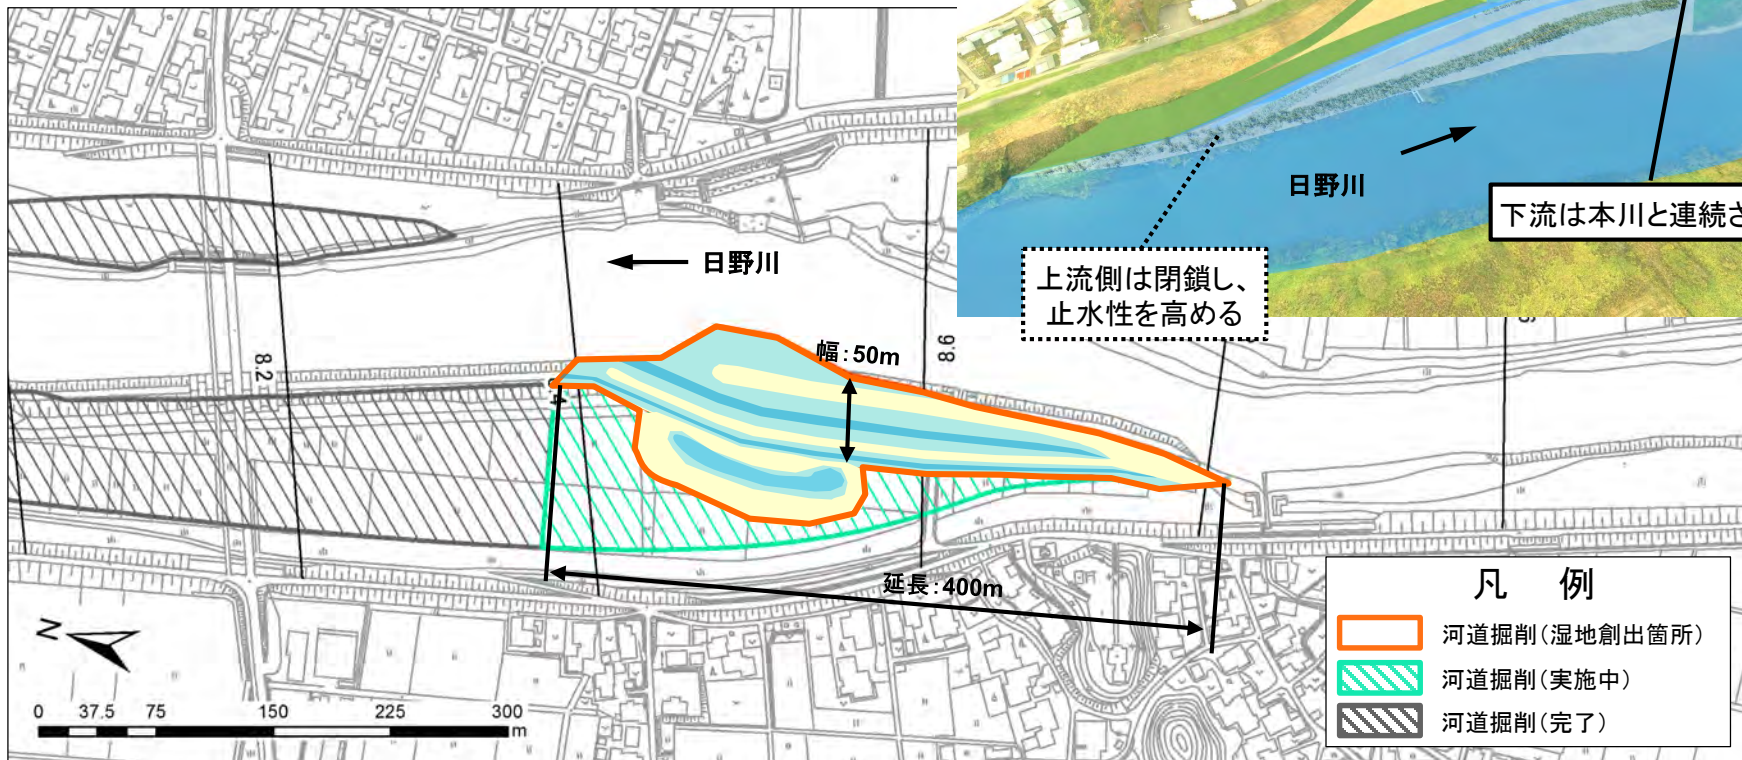 日野川
下流は本川と連続さ
上流側は閉鎖し、
止水性を高める
日野川
幅：50m
8.2
8.6
延長：400m
N
0 37.5 75 150 225 300
m
凡 例
河道掘削（湿地創出箇所）
河道掘削（実施中）
河道掘削（完了）